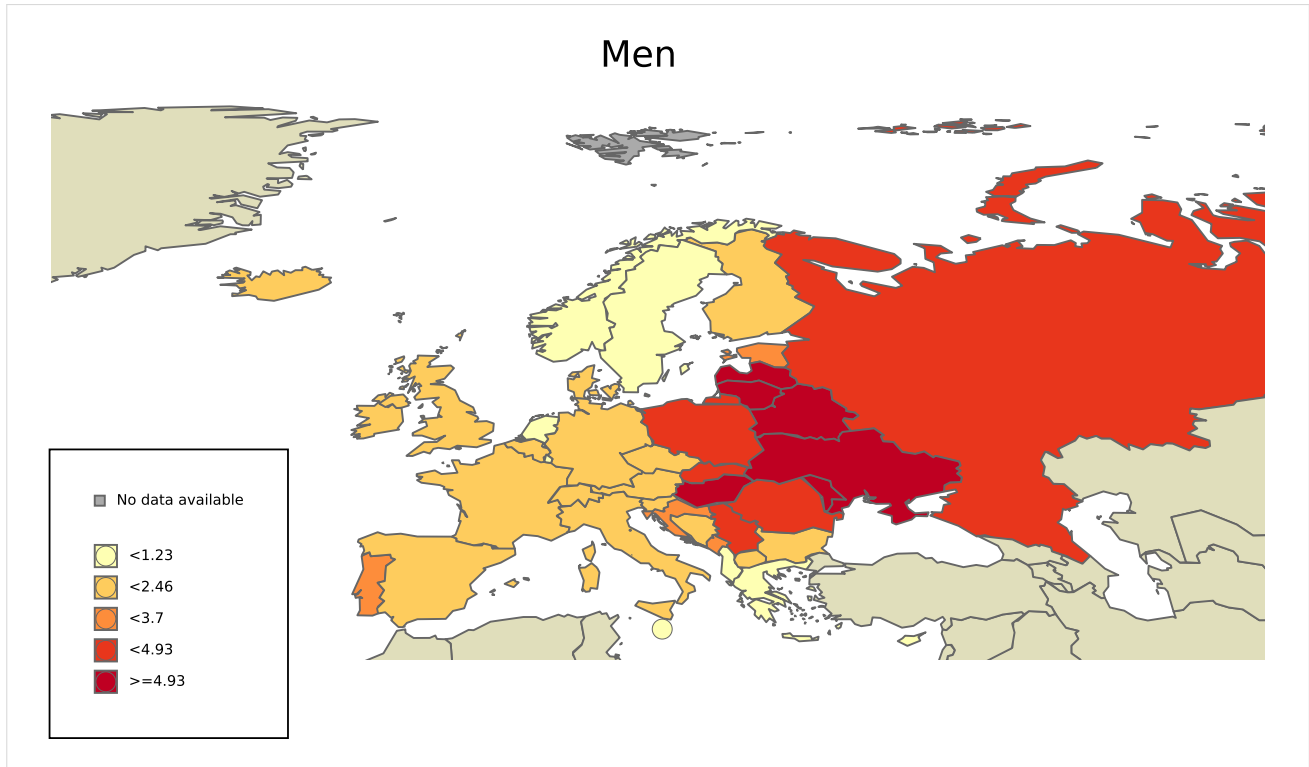 Men
No data available
<1.23
<2.46
<3.7
<4.93
>=4.93